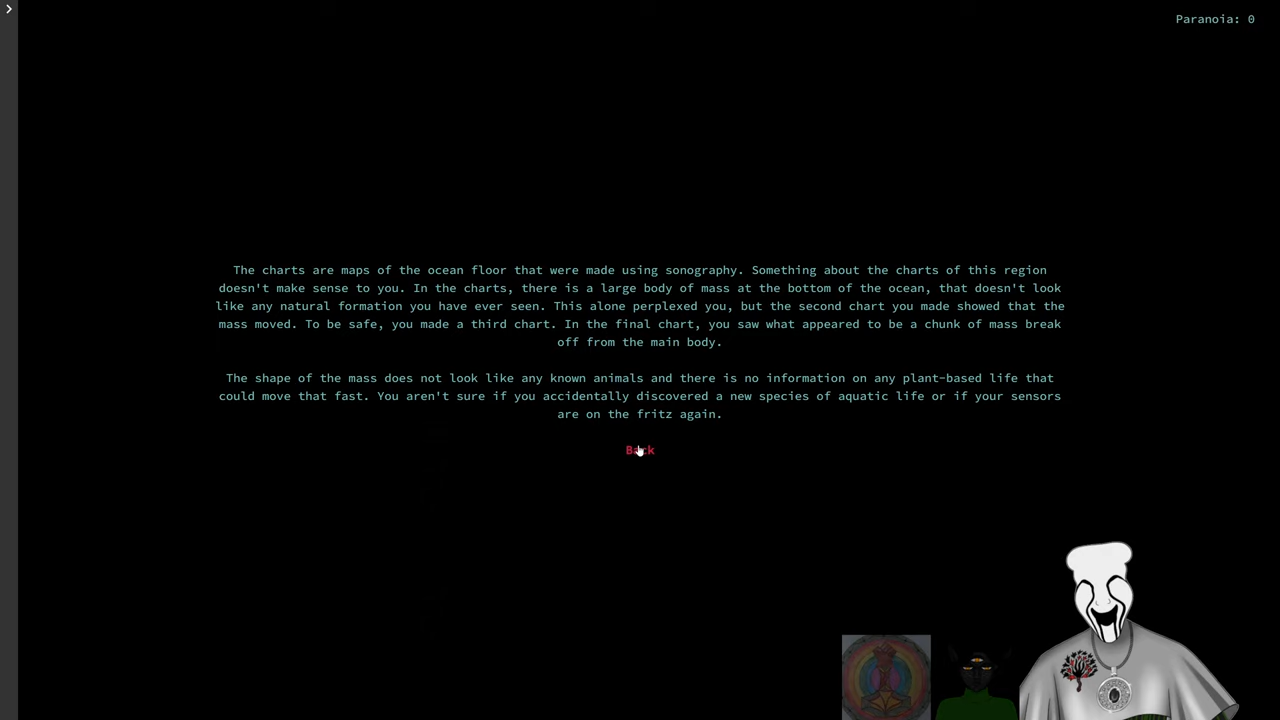 Paranoia: 0
The charts are maps of the ocean floor that were made using sonography. Something about the charts of this region
doesn't make sense to you. In the charts, there is a large body of mass at the bottom of the ocean, that doesn't look
like any natural formation you have ever seen. This alone perplexed you, but the second chart you made showed that the
mass moved. To be safe, you made a third chart. In the final chart, you saw what appeared to be a chunk of mass break
off from the main body.
The shape of the mass does not look like any known animals and there is no information on any plant-based life that
could move that fast. You aren't sure if you accidentally discovered a new species of aquatic life or if your sensors
are on the fritz again.
Back